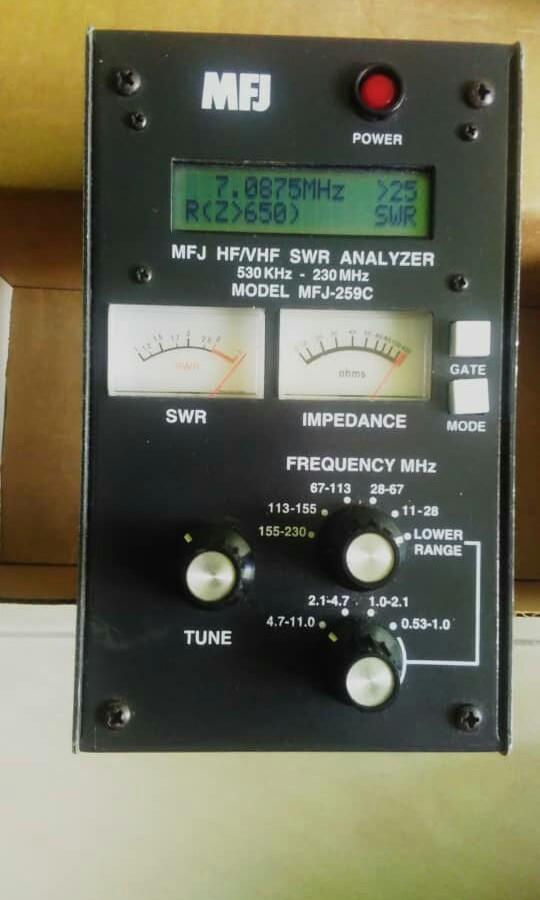 MFJ
POWER
7.0875MHz >25
R(Z>650) SWR
MFJ HF/VHF SWR ANALYZER
530 KHz - 230 MHz
MODEL MFJ-259C
SWR
ohms
GATE
MODE
SWR
IMPEDANCE
FREQUENCY MHz
67-113 28-67
113-155 11-28
155-230 LOWER
RANGE
2.1-4.7 1.0-2.1
4.7-11.0 0.53-1.0
TUNE